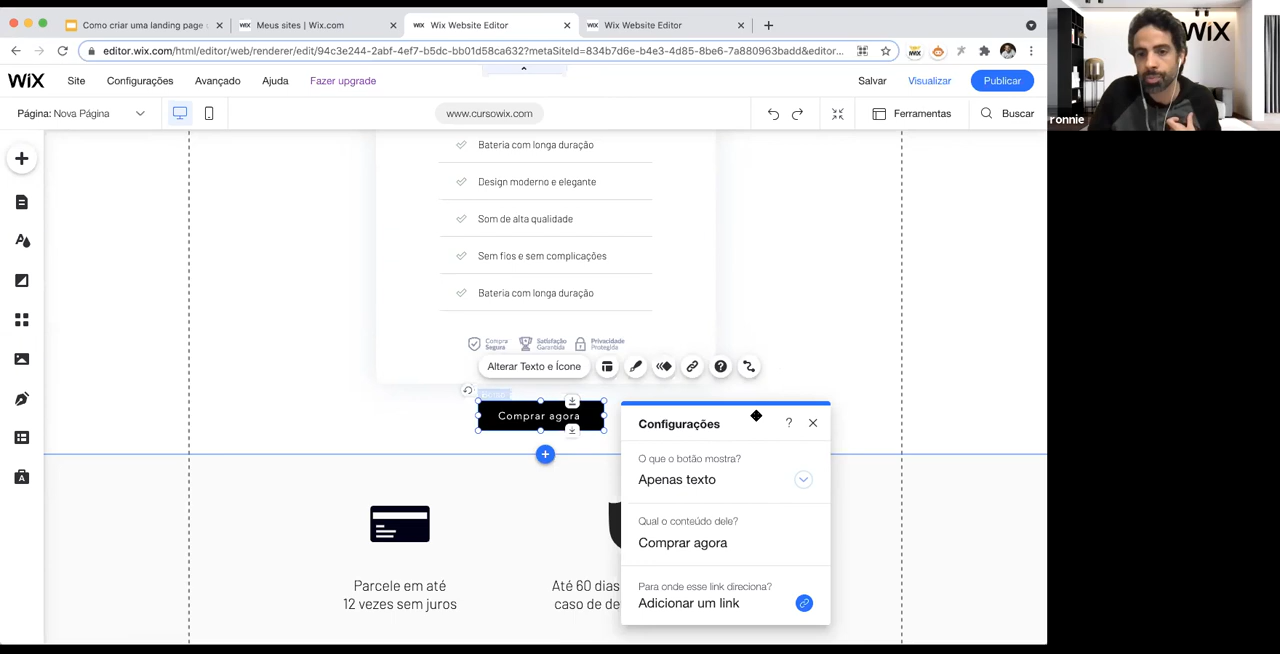 Como criar uma landing page
Meus sites | Wix.com
Wix Website Editor
Wix Website Editor
editor.wix.com/html/editor/web/renderer/edit/94c3e244-2abf-4ef7-b5dc-bb01d58ca632?metaSiteId=834b7d6e-b4e3-4d85-8be6-7a880963badd&editor...
WiX
Site
Configurações
Avançado
Ajuda
Fazer upgrade
Salvar
Visualizar
Publicar
Página: Nova Página
www.cursowix.com
Ferramentas
Buscar
WiX
ronnie
Bateria com longa duração
Design moderno e elegante
Som de alta qualidade
Sem fios e sem complicações
Bateria com longa duração
Compra
Segura
Satisfação
Garantida
Privacidade
Protegida
Alterar Texto e Ícone
Comprar agora
Configurações
O que o botão mostra?
Apenas texto
Qual o conteúdo dele?
Comprar agora
Para onde esse link direciona?
Adicionar um link
Parcele em até
12 vezes sem juros
Até 60 dias
caso de de